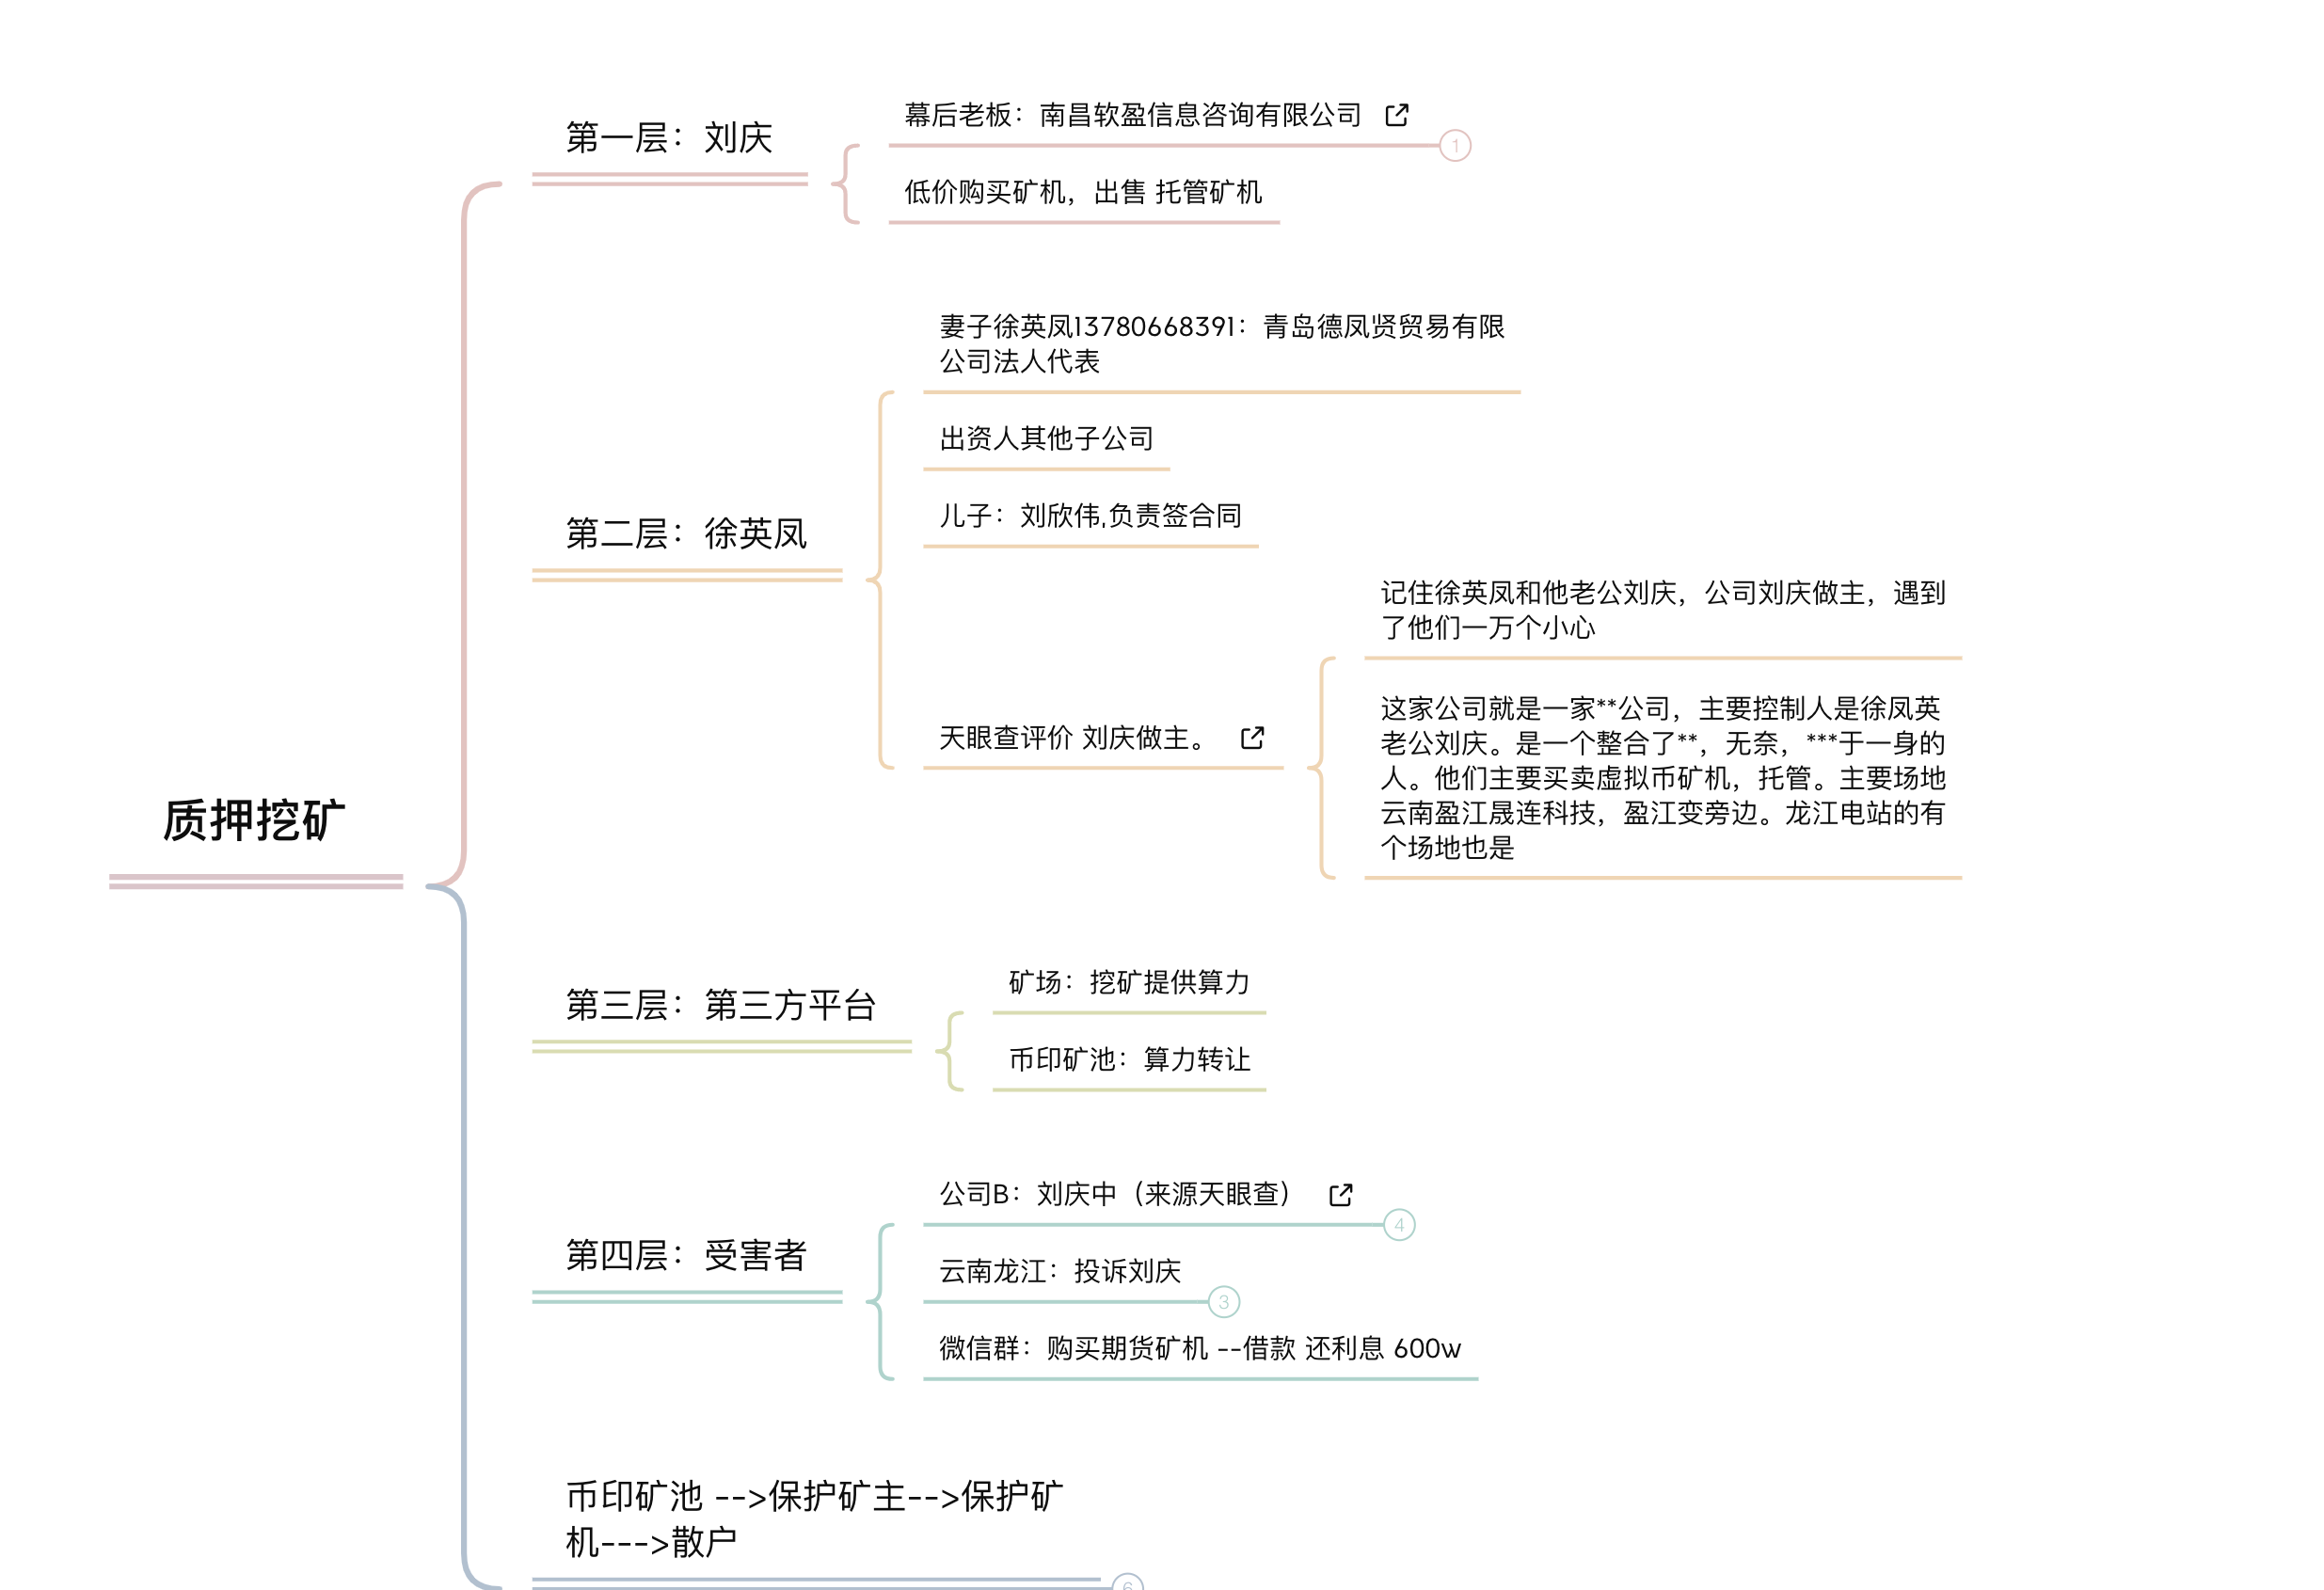 质押挖矿
第一层：刘庆
幕后老板：南昌软盈信息咨询有限公司
1
低价购买矿机，出售 托管矿机
第二层：徐英凤
妻子徐英凤13780668391：青岛德凤贤贸易有限
公司法人代表
出资人其他子公司
儿子：刘欣伟,负责签合同
天眼查评价 刘庆做主。
记住徐英凤和他老公刘庆，公司刘庆做主，遇到
了他们一万个小心
这家公司就是一家**公司，主要控制人是徐凤英
老公刘庆。是一个整合了**，无奈，***于一身的
人。他们主要买卖虚拟币矿机，托管。主要场地
云南盈江晟连科技，盈江变旁边。龙江电站的有
个场地也是
第三层：第三方平台
矿场：挖矿提供算力
币印矿池：算力转让
第四层：受害者
公司B：刘庆中（来源天眼查）
4
云南龙江：投诉刘庆
3
微信群：购买期货矿机 --借款 还利息 600w
币印矿池 -->保护矿主-->保护矿
机--->散户
6